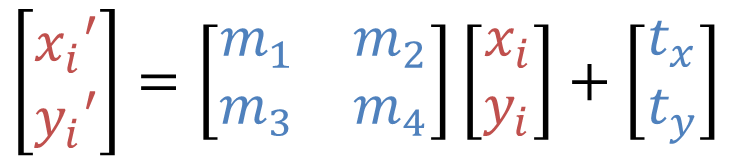 [x_i′ y_i′] = [m_1 m_2 m_3 m_4] [x_i y_i] + [t_x t_y]